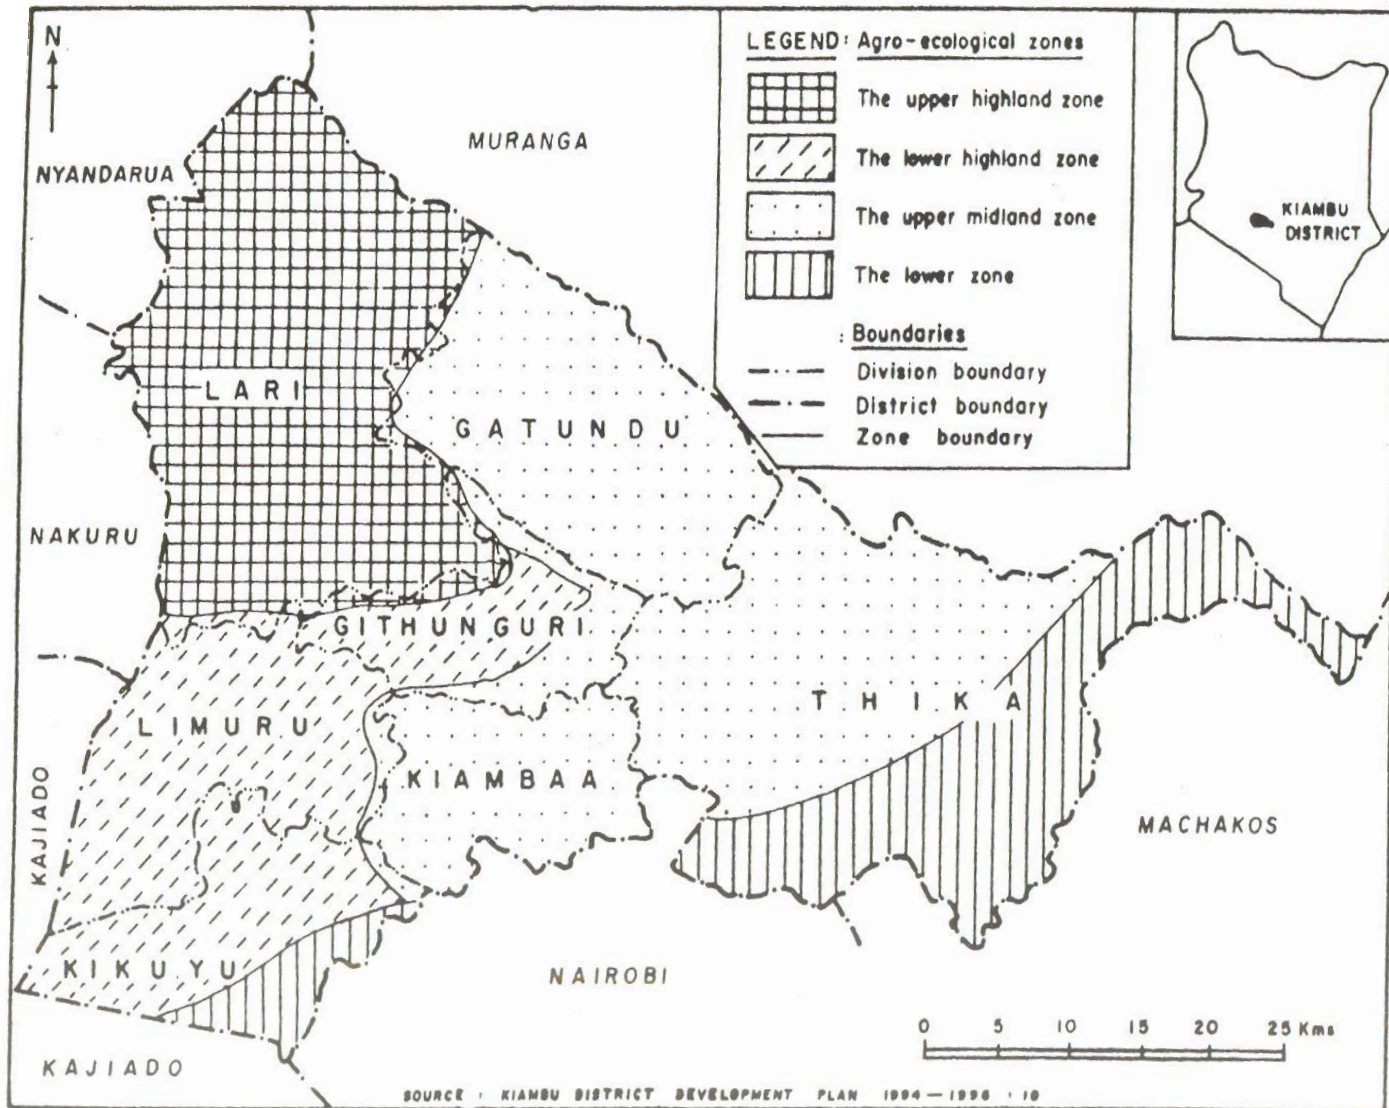 N
LEGEND : Agro-ecological zones
The upper highland zone
The lower highland zone
The upper midland zone
The lower zone
: Boundaries
Division boundary
District boundary
Zone boundary
KIAMBU
DISTRICT
MURANGA
NYANDARUA
LARI
GATUNDU
NAKURU
GITHUNGURI
THIKA
LIMURU
KIAMBAA
KAJIADO
MACHAKOS
KIKUYU
NAIROBI
KAJIADO
0 5 10 15 20 25 Kms
SOURCE : KIAMBU DISTRICT DEVELOPMENT PLAN 1994 — 1996 : 10